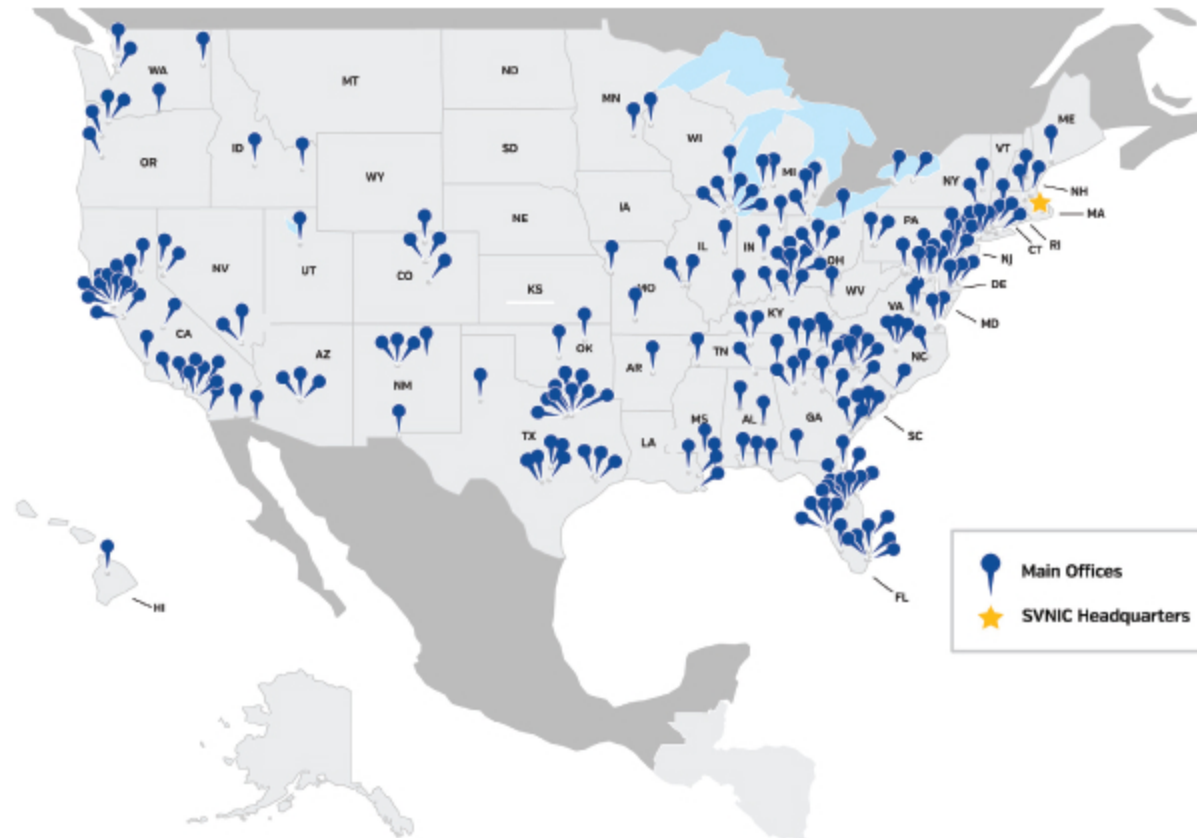 WA
MT
ND
MN
ME
OR
ID
WY
SD
WI
MI
VT
NY
NH
MA
RI
CT
NV
UT
CO
NE
IA
IL
IN
OH
PA
NJ
DE
MD
KS
MO
WV
VA
KY
CA
AZ
NM
OK
AR
TN
NC
TX
LA
MS
AL
GA
SC
FL
HI
Main Offices
SVNIC Headquarters